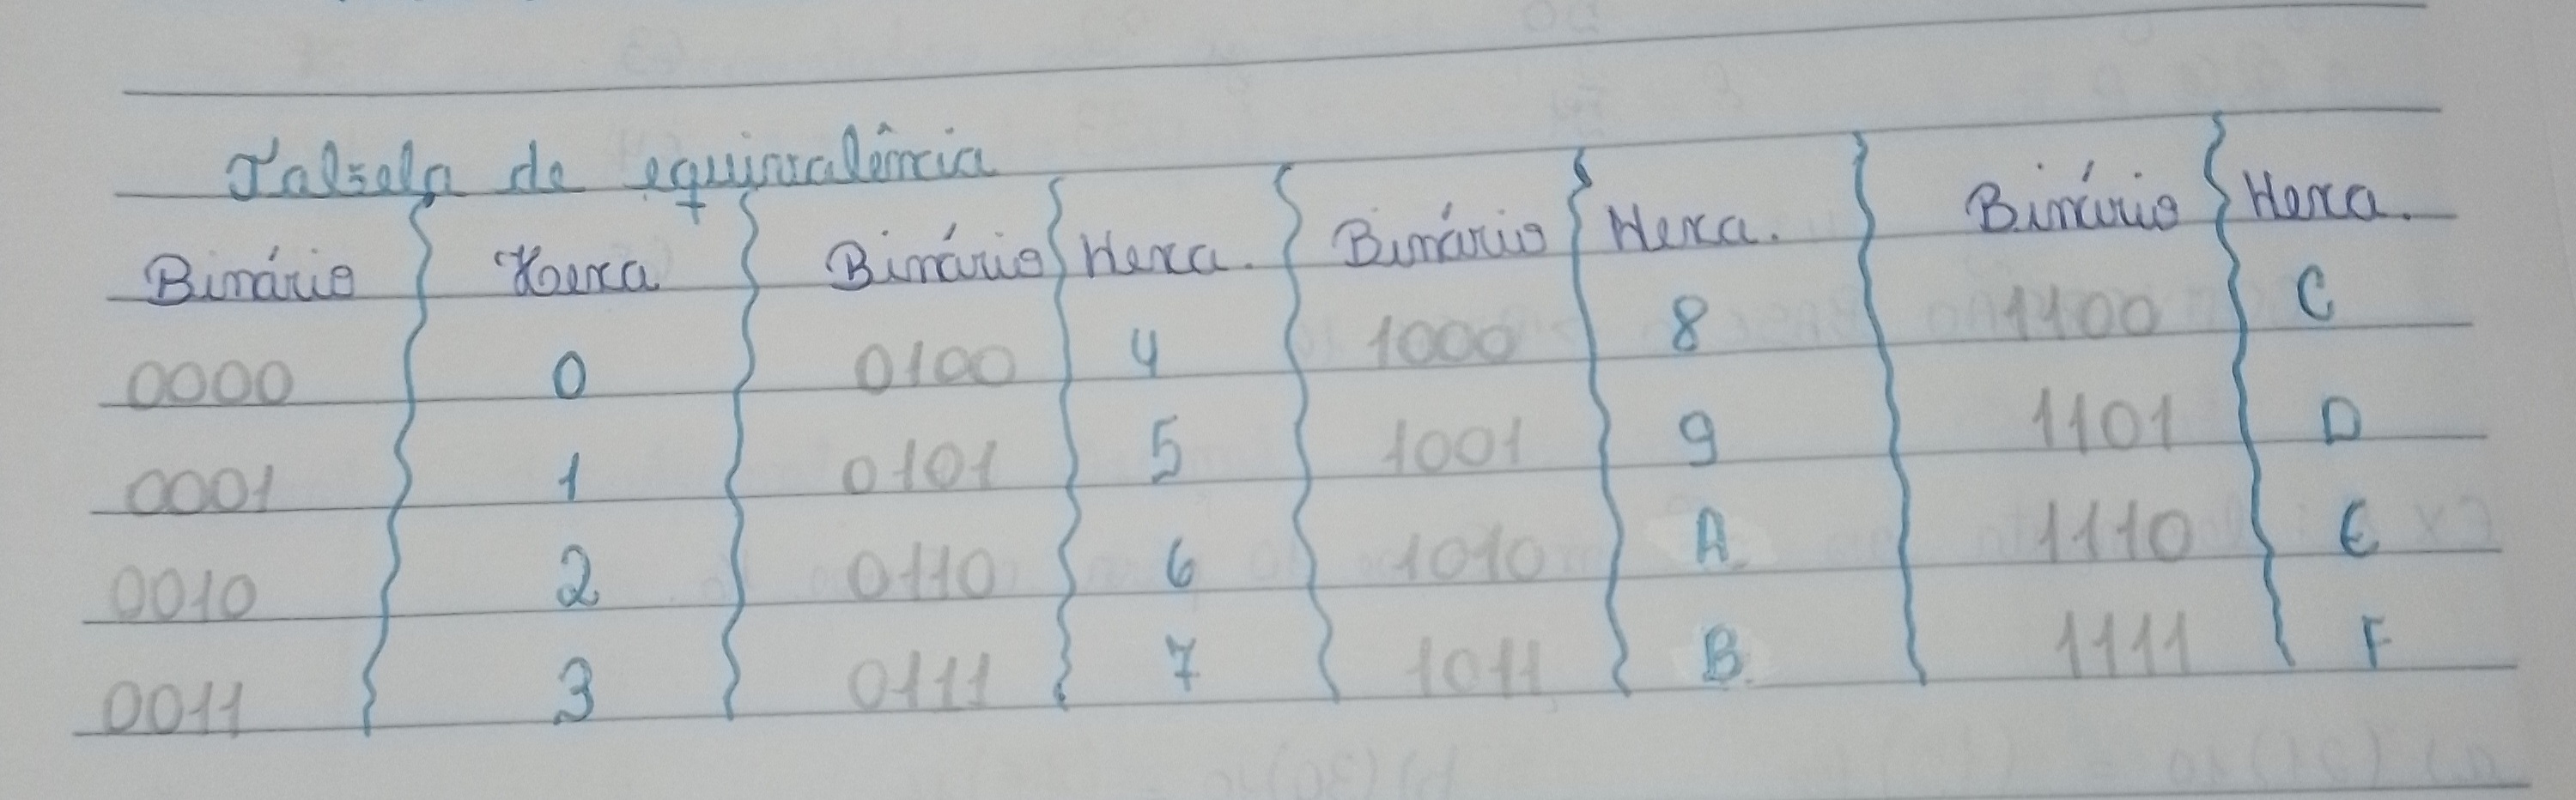 Tabela de equivalência
Binário Hexa Binário Hexa. Binário Hexa. Binário Hexa.
0000 0 0100 4 1000 8 1100 C
0001 1 0101 5 1001 9 1101 D
0010 2 0110 6 1010 A 1110 E
0011 3 0111 7 1011 B 1111 F